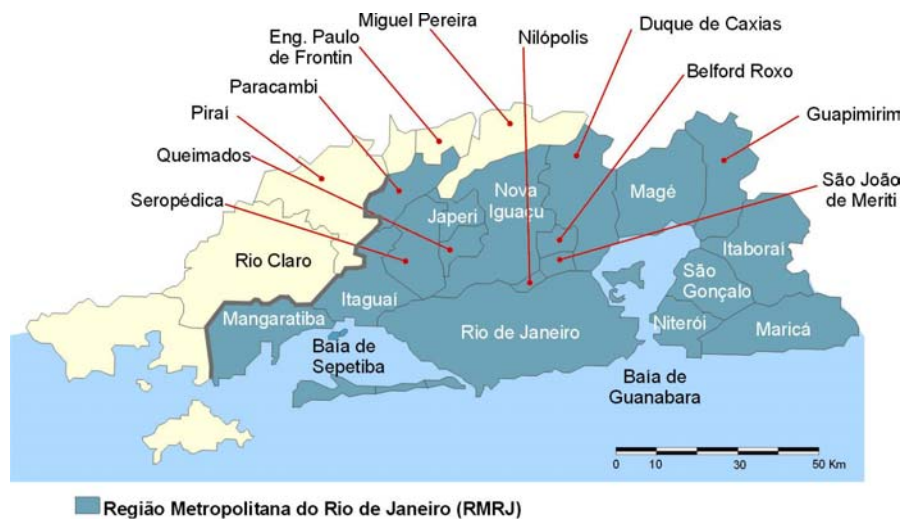 Miguel Pereira
Eng. Paulo
de Frontin
Nilópolis
Duque de Caxias
Paracambi
Belford Roxo
Piraí
Guapimirim
Queimados
São João
de Meriti
Seropédica
Nova
Iguaçu
Magé
Japeri
Rio Claro
Itaboraí
São
Gonçalo
Itaguaí
Mangaratiba
Rio de Janeiro
Niterói
Maricá
Baía de
Sepetiba
Baía de
Guanabara
0 10 30 50 Km
Região Metropolitana do Rio de Janeiro (RMRJ)